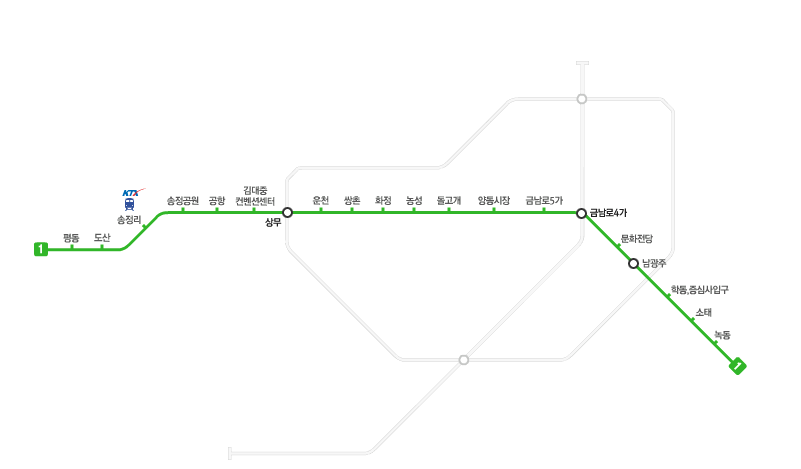 KTX
김대중
송정공원
공항
컨벤션센터
운천
쌍촌
화정
농성
돌고개
양동시장
금남로5가
송정리
상무
금남로4가
평동
도산
문화전당
1
남광주
학동,증심사입구
소태
녹동
1